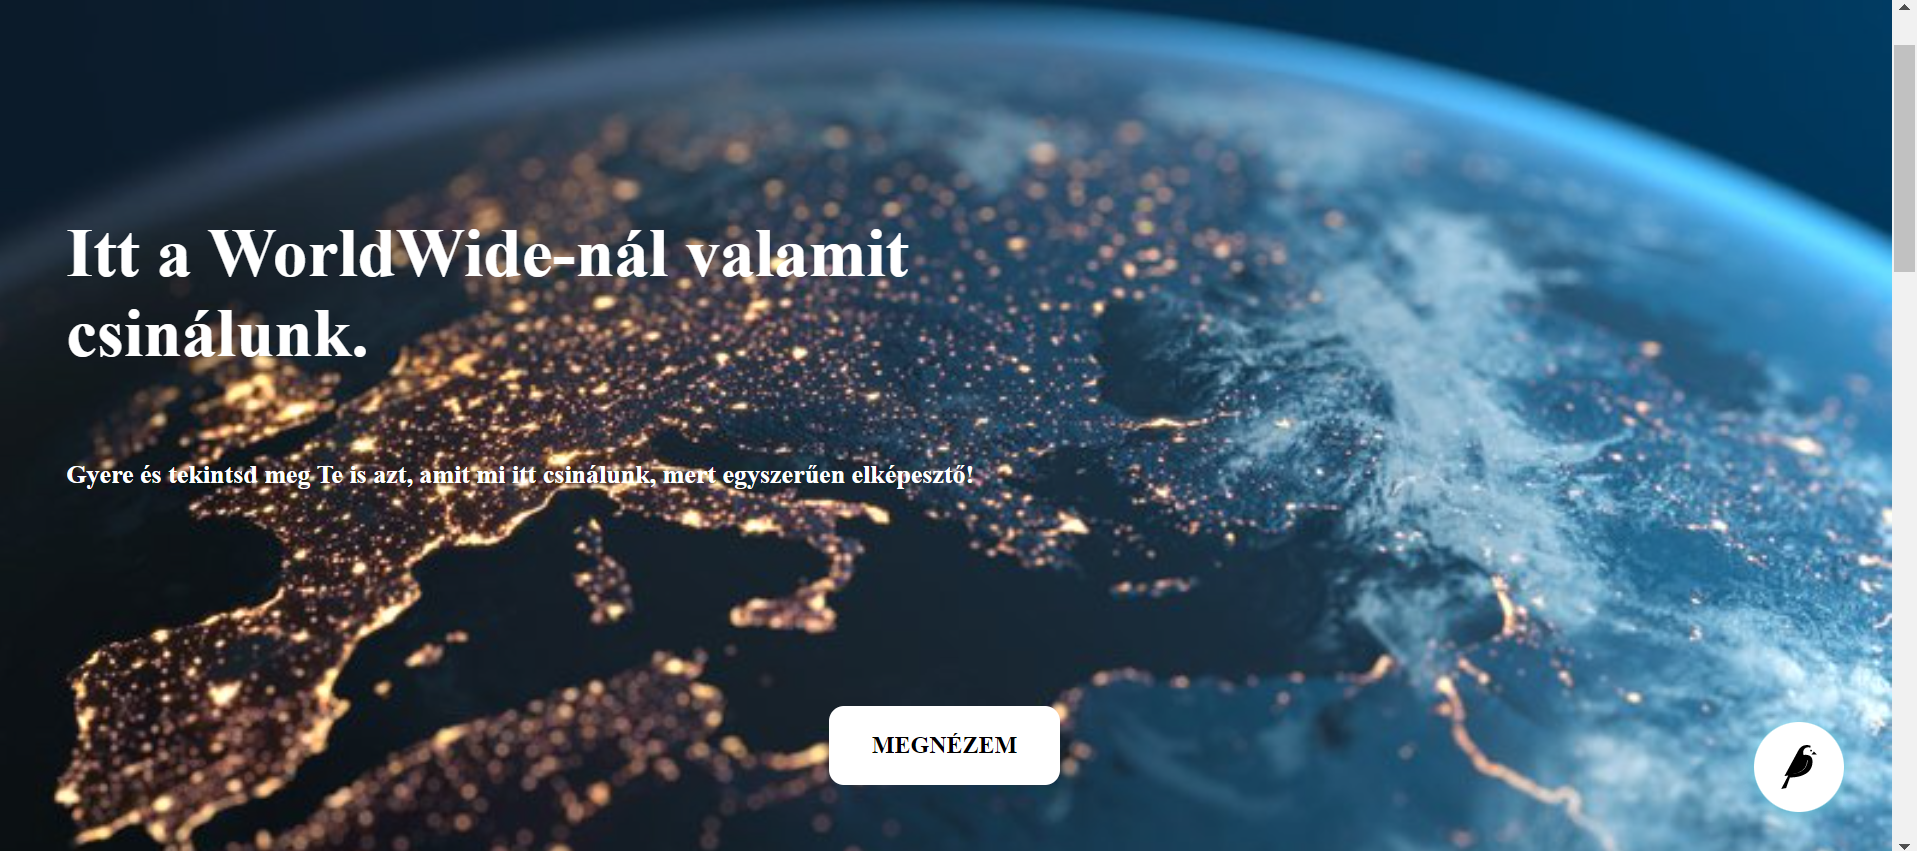 Itt a WorldWide-nál valamit
csinálunk.
Gyere és tekintsd meg Te is azt, amit mi itt csinálunk, mert egyszerűen elképesztő!
MEGNÉZEM